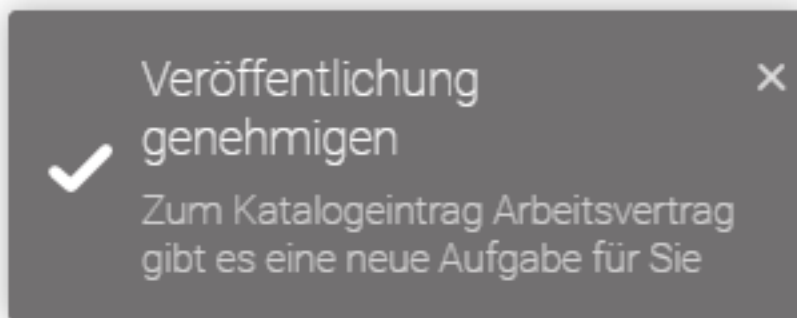 Veröffentlichung
genehmigen
Zum Katalogeintrag Arbeitsvertrag
gibt es eine neue Aufgabe für Sie